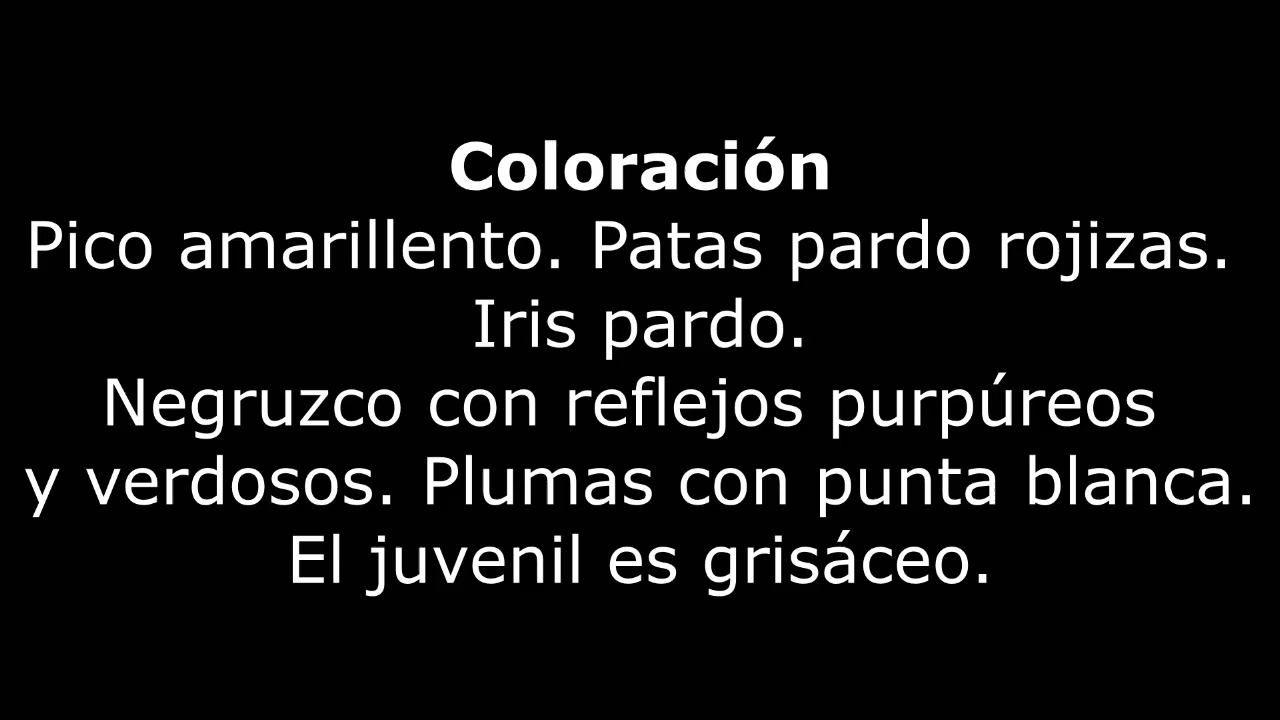 Coloración
Pico amarillento. Patas pardo rojizas.
Iris pardo.
Negruzco con reflejos purpúreos
y verdosos. Plumas con punta blanca.
El juvenil es grisáceo.